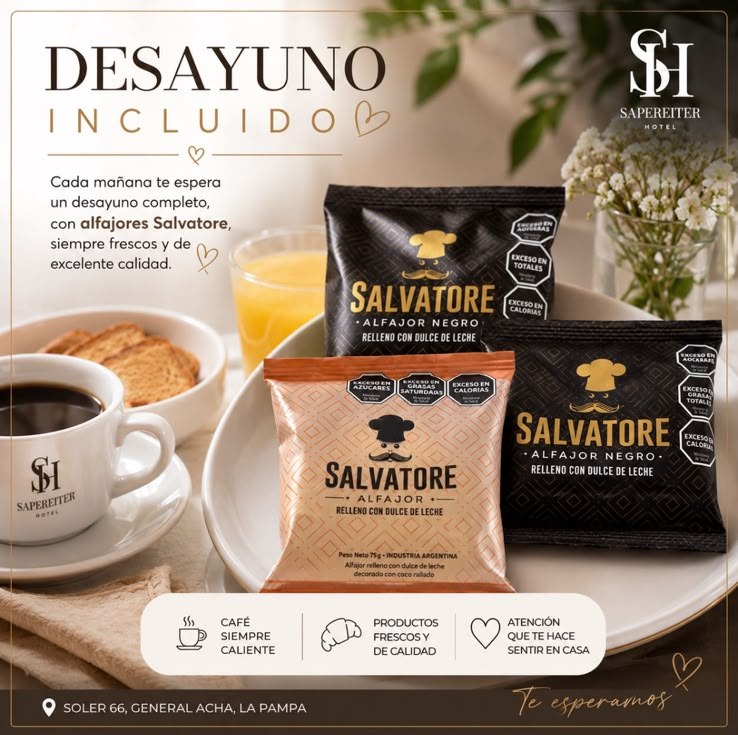 DESAYUNO
INCLUIDO
Cada mañana te espera
un desayuno completo,
con alfajores Salvatore,
siempre frescos y de
excelente calidad.
SH
SAPEREITER
HOTEL
EXCESO EN
EXCESO EN
TOTALES
EXCESO EN
CALORÍAS
SALVATORE
ALFAJOR NEGRO
RELLENO CON DULCE DE LECHE
EXCESO EN
EXCESO EN
GRASAS
TOTALES
EXCESO EN
CALORÍAS
SALVATORE
ALFAJOR NEGRO
RELLENO CON DULCE DE LECHE
EXCESO EN
AZÚCARES
EXCESO EN
GRASAS
SATURADAS
EXCESO EN
CALORÍAS
SALVATORE
ALFAJOR
RELLENO CON DULCE DE LECHE
Peso Neto 75g • INDUSTRIA ARGENTINA
Alfajor relleno con dulce de leche
decorado con coco rallado
SH
SAPEREITER
HOTEL
CAFÉ
SIEMPRE
CALIENTE
PRODUCTOS
FRESCOS Y
DE CALIDAD
ATENCIÓN
QUE TE HACE
SENTIR EN CASA
SOLER 66, GENERAL ACHA, LA PAMPA
Te esperamos